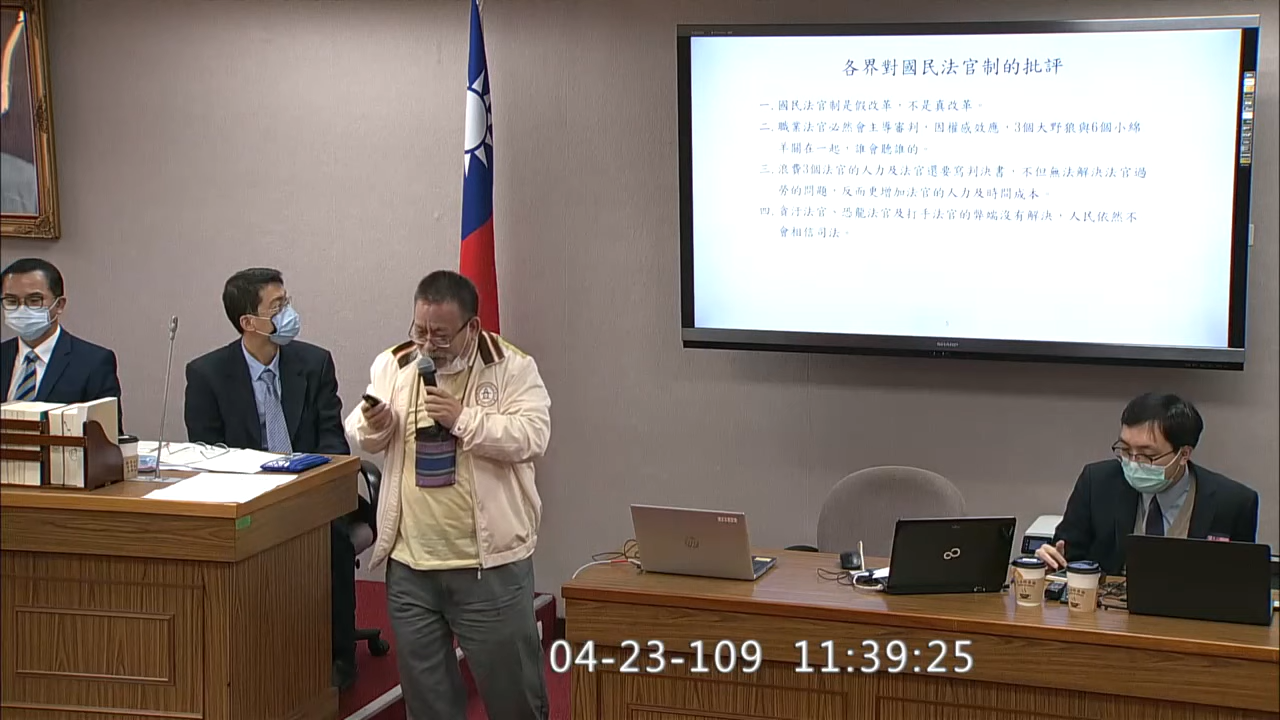 各界對國民法官制的批評
一. 國民法官制是假改革，不是真改革。
二. 職業法官必然會主導審判，因權威效應，3個大野狼與6個小綿
羊關在一起，誰會聽誰的。
三. 浪費3個法官的人力及法官還要寫判決書，不但無法解決法官過
勞的問題，反而更增加法官的人力及時間成本。
四. 貪汙法官、恐龍法官及打手法官的弊端沒有解決，人民依然不
會相信司法。
SHARP
hp
04-23-109 11:39:25